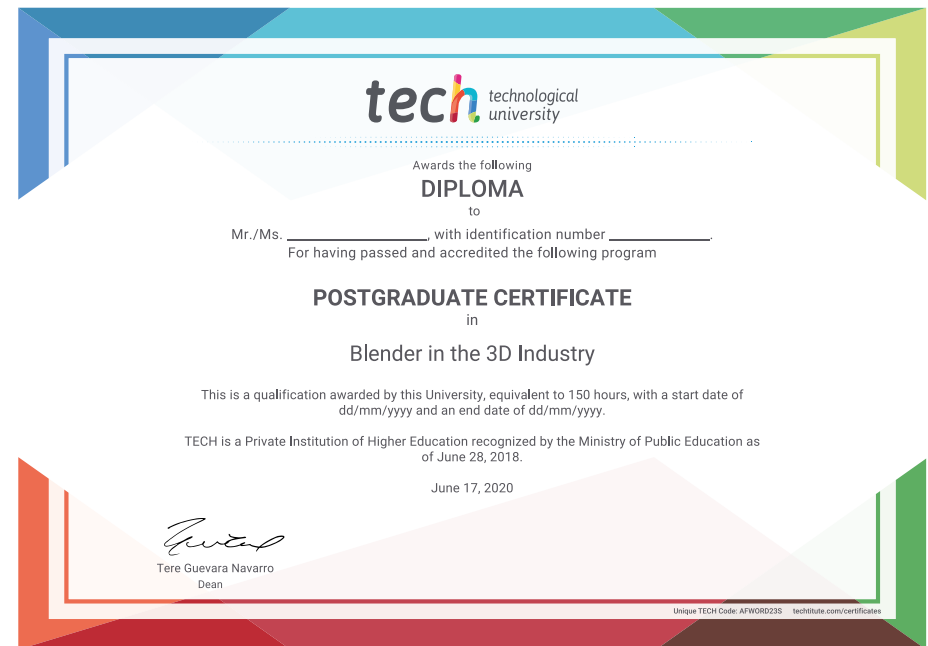 tech technological
university
Awards the following
DIPLOMA
to
Mr./Ms. ____________, with identification number ____________.
For having passed and accredited the following program
POSTGRADUATE CERTIFICATE
in
Blender in the 3D Industry
This is a qualification awarded by this University, equivalent to 150 hours, with a start date of
dd/mm/yyyy and an end date of dd/mm/yyyy.
TECH is a Private Institution of Higher Education recognized by the Ministry of Public Education as
of June 28, 2018.
June 17, 2020
Tere Guevara Navarro
Dean
Unique TECH Code: AFWORD23S techtitute.com/certificates